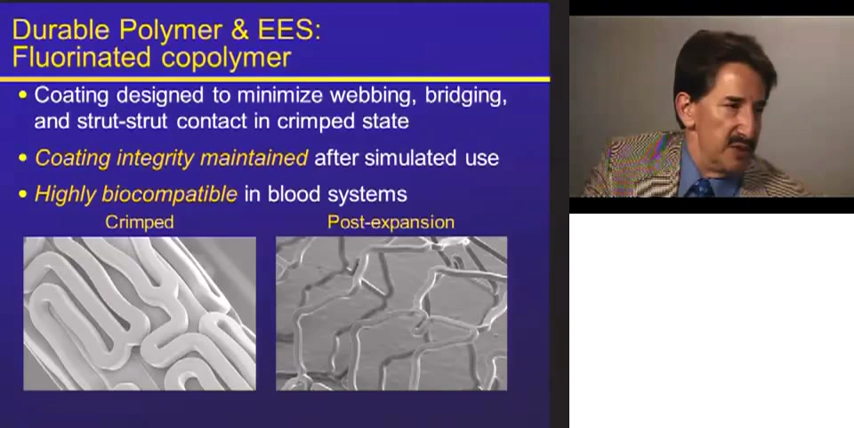 Durable Polymer & EES:
Fluorinated copolymer
• Coating designed to minimize webbing, bridging,
and strut-strut contact in crimped state
• Coating integrity maintained after simulated use
• Highly biocompatible in blood systems
Crimped Post-expansion